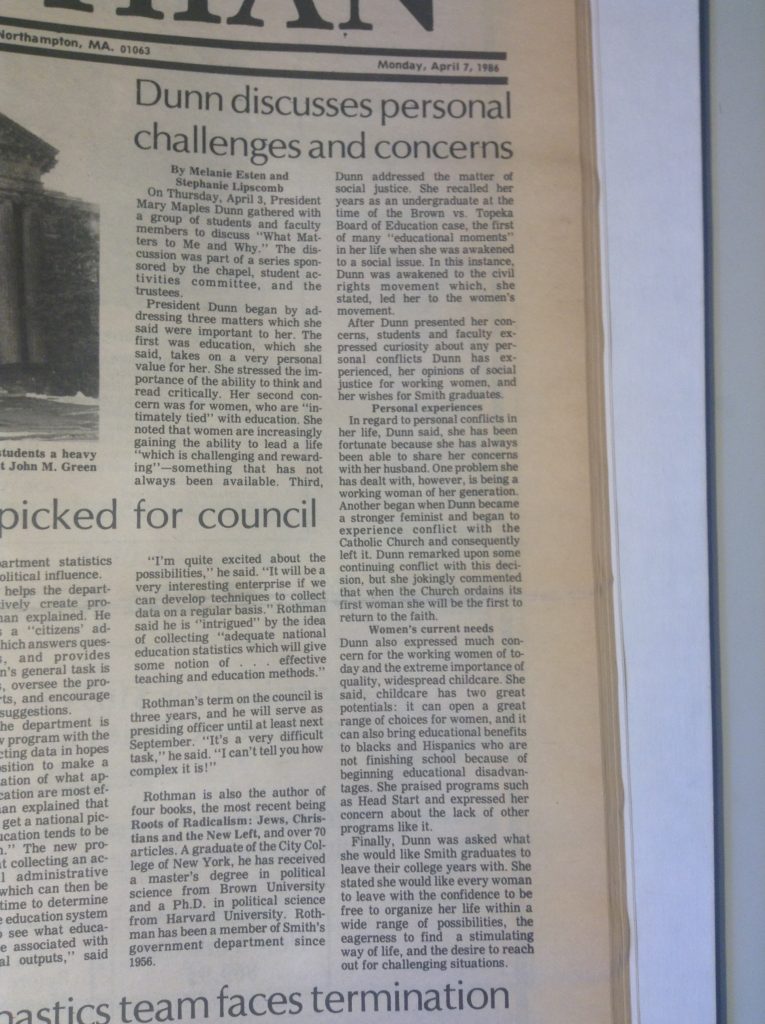 THAN
Northampton, MA. 01063
Monday, April 7, 1986
Dunn discusses personal
challenges and concerns
By Melanie Esten and
Stephanie Lipscomb
On Thursday, April 3, President
Mary Maples Dunn gathered with
a group of students and faculty
members to discuss "What Mat-
ters to Me and Why." The dis-
cussion was part of a series spon-
sored by the chapel, student ac-
tivities committee, and the
trustees.
President Dunn began by ad-
dressing three matters which she
said were important to her. The
first was education, which she
said, takes on a very personal
value for her. She stressed the im-
portance of the ability to think and
read critically. Her second con-
cern was for women, who are "in-
timately tied" with education. She
noted that women are increasingly
gaining the ability to lead a life
"which is challenging and reward-
ing"—something that has not
always been available. Third,
Dunn addressed the matter of
social justice. She recalled her
years as an undergraduate at the
time of the Brown vs. Topeka
Board of Education case, the first
of many "educational moments"
in her life when she was awakened
to a social issue. In this instance,
Dunn was awakened to the civil
rights movement which, she
stated, led her to the women's
movement.
After Dunn presented her con-
cerns, students and faculty ex-
pressed curiosity about any per-
sonal conflicts Dunn has ex-
perienced, her opinions of social
justice for working women, and
her wishes for Smith graduates.
Personal experiences
In regard to personal conflicts in
her life, Dunn said, she has been
fortunate because she has always
been able to share her concerns
with her husband. One problem she
has dealt with, however, is being a
working woman of her generation.
Another began when Dunn became
a stronger feminist and began to
experience conflict with the
Catholic Church and consequently
left it. Dunn remarked upon some
continuing conflict with this deci-
sion, but she jokingly commented
that when the Church ordains its
first woman she will be the first to
return to the faith.
Women's current needs
Dunn also expressed much con-
cern for the working women of to-
day and the extreme importance of
quality, widespread childcare. She
said, childcare has two great
potentials: it can open a great
range of choices for women, and it
can also bring educational benefits
to blacks and Hispanics who are
not finishing school because of
beginning educational disadvan-
tages. She praised programs such
as Head Start and expressed her
concern about the lack of other
programs like it.
Finally, Dunn was asked what
she would like Smith graduates to
leave their college years with. She
stated she would like every woman
to leave with the confidence to be
free to organize her life within a
wide range of possibilities, the
eagerness to find a stimulating
way of life, and the desire to reach
out for challenging situations.
students a heavy
t John M. Green
picked for council
partment statistics
olitical influence.
helps the depart-
tively create pro-
an explained. He
s a "citizens' ad-
hich answers ques-
s, and provides
n's general task is
s, oversee the pro-
rts, and encourage
suggestions.
he department is
w program with the
cting data in hopes
osition to make a
ation of what ap-
cation are most ef-
an explained that
get a national pic-
ucation tends to be
n." The new pro-
t collecting an ac-
l administrative
which can then be
time to determine
e education system
o see what educa-
e associated with
al outputs," said
"I'm quite excited about the
possibilities," he said. "It will be a
very interesting enterprise if we
can develop techniques to collect
data on a regular basis." Rothman
said he is "intrigued" by the idea
of collecting "adequate national
education statistics which will give
some notion of . . . effective
teaching and education methods."
Rothman's term on the council is
three years, and he will serve as
presiding officer until at least next
September. "It's a very difficult
task," he said. "I can't tell you how
complex it is!"
Rothman is also the author of
four books, the most recent being
Roots of Radicalism: Jews, Chris-
tians and the New Left, and over 70
articles. A graduate of the City Col-
lege of New York, he has received
a master's degree in political
science from Brown University
and a Ph.D. in political science
from Harvard University. Roth-
man has been a member of Smith's
government department since
1956.
nastics team faces termination